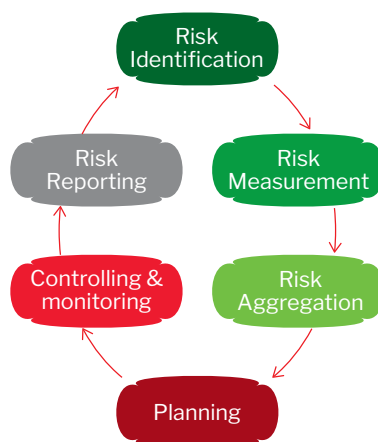 Risk
Identification
Risk
Measurement
Risk
Aggregation
Planning
Controlling &
monitoring
Risk
Reporting